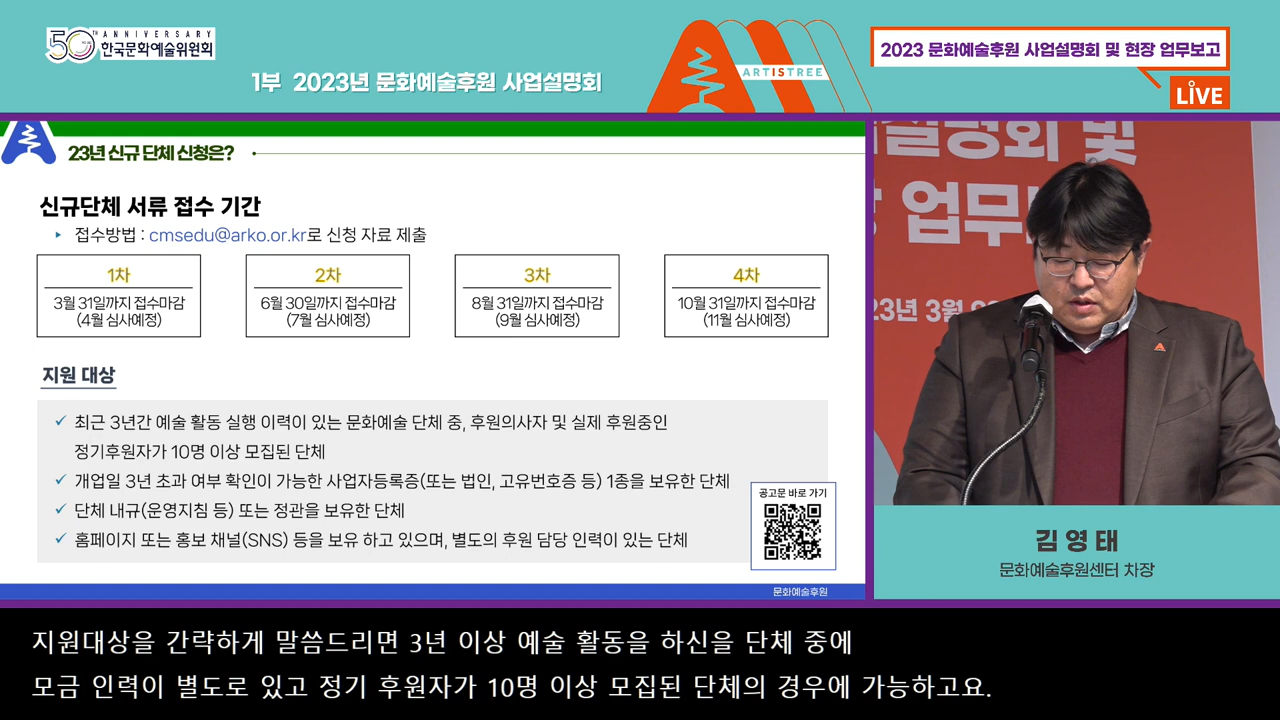 50TH ANNIVERSARY
한국문화예술위원회
1부 2023년 문화예술후원 사업설명회
ARTISTREE
2023 문화예술후원 사업설명회 및 현장 업무보고
LIVE
23년 신규 단체 신청은?
신규단체 서류 접수 기간
접수방법 : cmsedu@arko.or.kr로 신청 자료 제출
1차
3월 31일까지 접수마감
(4월 심사예정)
2차
6월 30일까지 접수마감
(7월 심사예정)
3차
8월 31일까지 접수마감
(9월 심사예정)
4차
10월 31일까지 접수마감
(11월 심사예정)
지원 대상
최근 3년간 예술 활동 실행 이력이 있는 문화예술 단체 중, 후원의사자 및 실제 후원중인
정기후원자가 10명 이상 모집된 단체
개업일 3년 초과 여부 확인이 가능한 사업자등록증(또는 법인, 고유번호증 등) 1종을 보유한 단체
단체 내규(운영지침 등) 또는 정관을 보유한 단체
홈페이지 또는 홍보 채널(SNS) 등을 보유 하고 있으며, 별도의 후원 담당 인력이 있는 단체
공고문 바로 가기
문화예술후원
설명회 및
업무
23년 3월
김 영 태
문화예술후원센터 차장
지원대상을 간략하게 말씀드리면 3년 이상 예술 활동을 하신을 단체 중에
모금 인력이 별도로 있고 정기 후원자가 10명 이상 모집된 단체의 경우에 가능하고요.